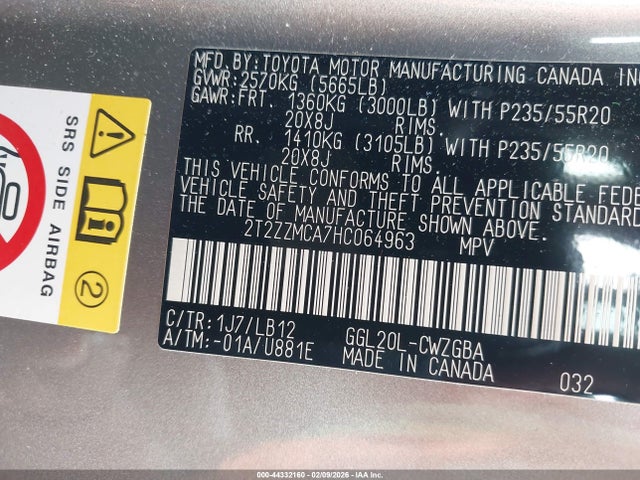 MFD.BY:TOYOTA MOTOR MANUFACTURING CANADA INC
GVWR:2570KG (5665LB)
GAWR:FRT. 1360KG (3000LB) WITH P235/55R20
20X8J RIMS.
RR. 1410KG (3105LB) WITH P235/55R20
20X8J RIMS.
THIS VEHICLE CONFORMS TO ALL APPLICABLE FEDE
VEHICLE SAFETY AND THEFT PREVENTION STANDARD
THE DATE OF MANUFACTURE SHOWN ABOVE.
2T2ZZMCA7HC064963 MPV
C/TR:1J7/LB12 GGL20L-CWZGBA
A/TM:-01A/U881E MADE IN CANADA 032
SRS SIDE AIRBAG
2
000-44332160 - 02/09/2026 - IAA Inc.